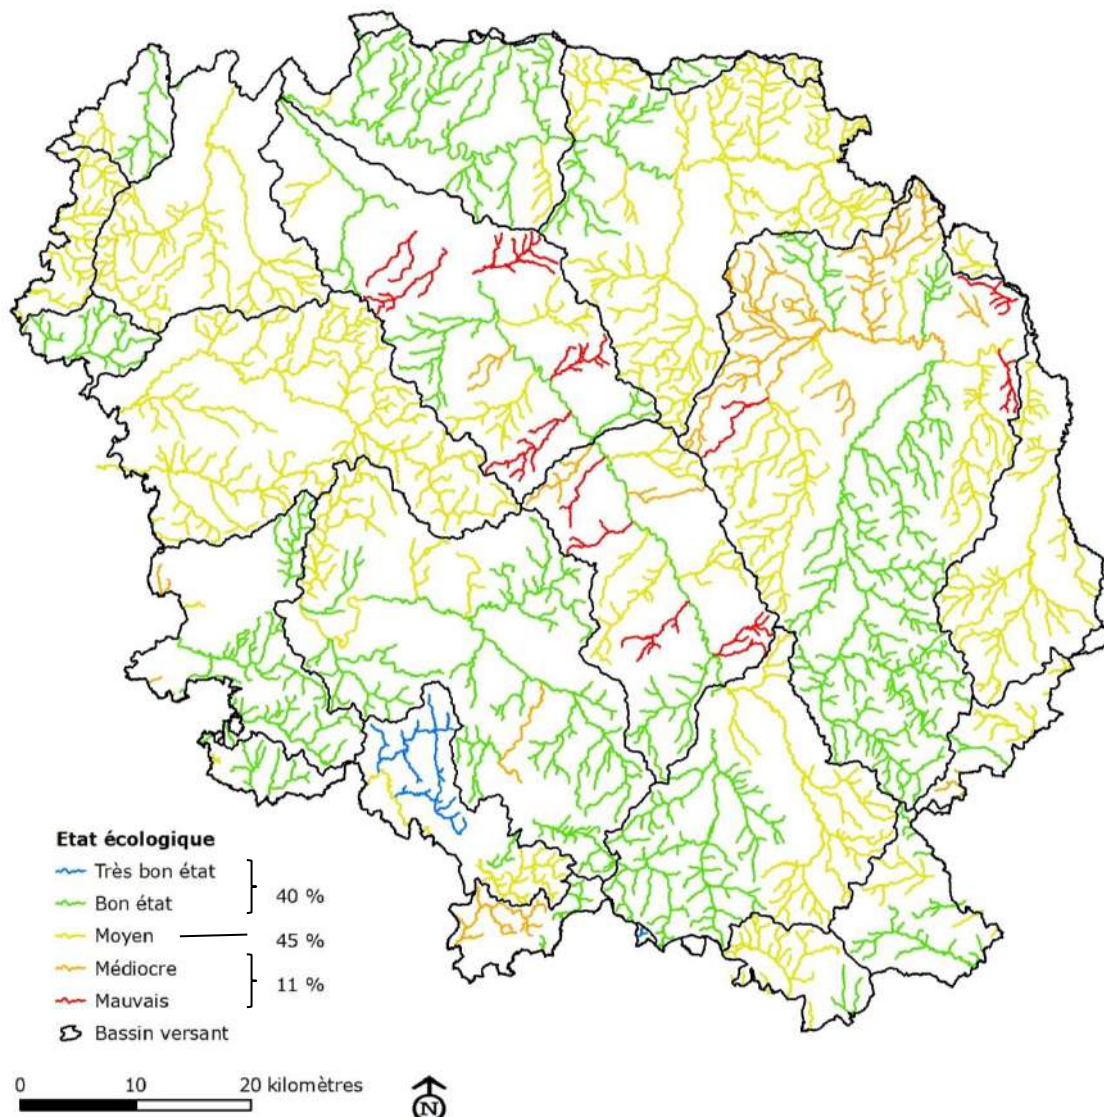 Etat écologique
Très bon état
Bon état
40 %
Moyen
45 %
Médiocre
Mauvais
11 %
Bassin versant
0 10 20 kilomètres
N